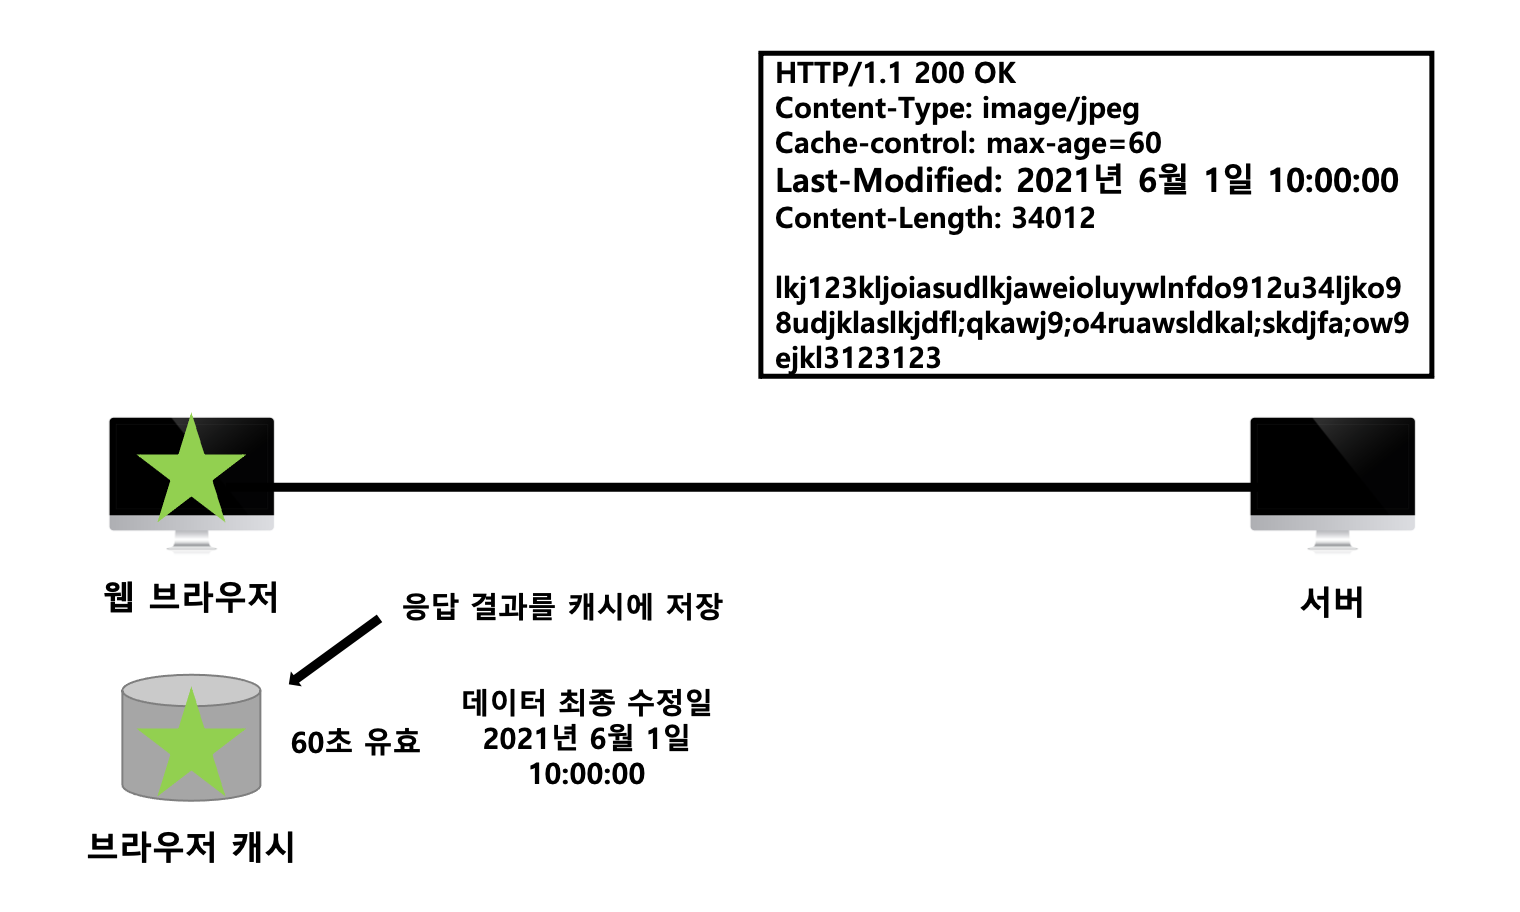 HTTP/1.1 200 OK
Content-Type: image/jpeg
Cache-control: max-age=60
Last-Modified: 2021년 6월 1일 10:00:00
Content-Length: 34012
lkj123kljoiasudlkjaweioluywlnfdo912u34ljko9
8udjklaslkjdfl;qkawj9;o4ruawsldkal;skdjfa;ow9
ejkl3123123
웹 브라우저
서버
응답 결과를 캐시에 저장
60초 유효
데이터 최종 수정일
2021년 6월 1일
10:00:00
브라우저 캐시